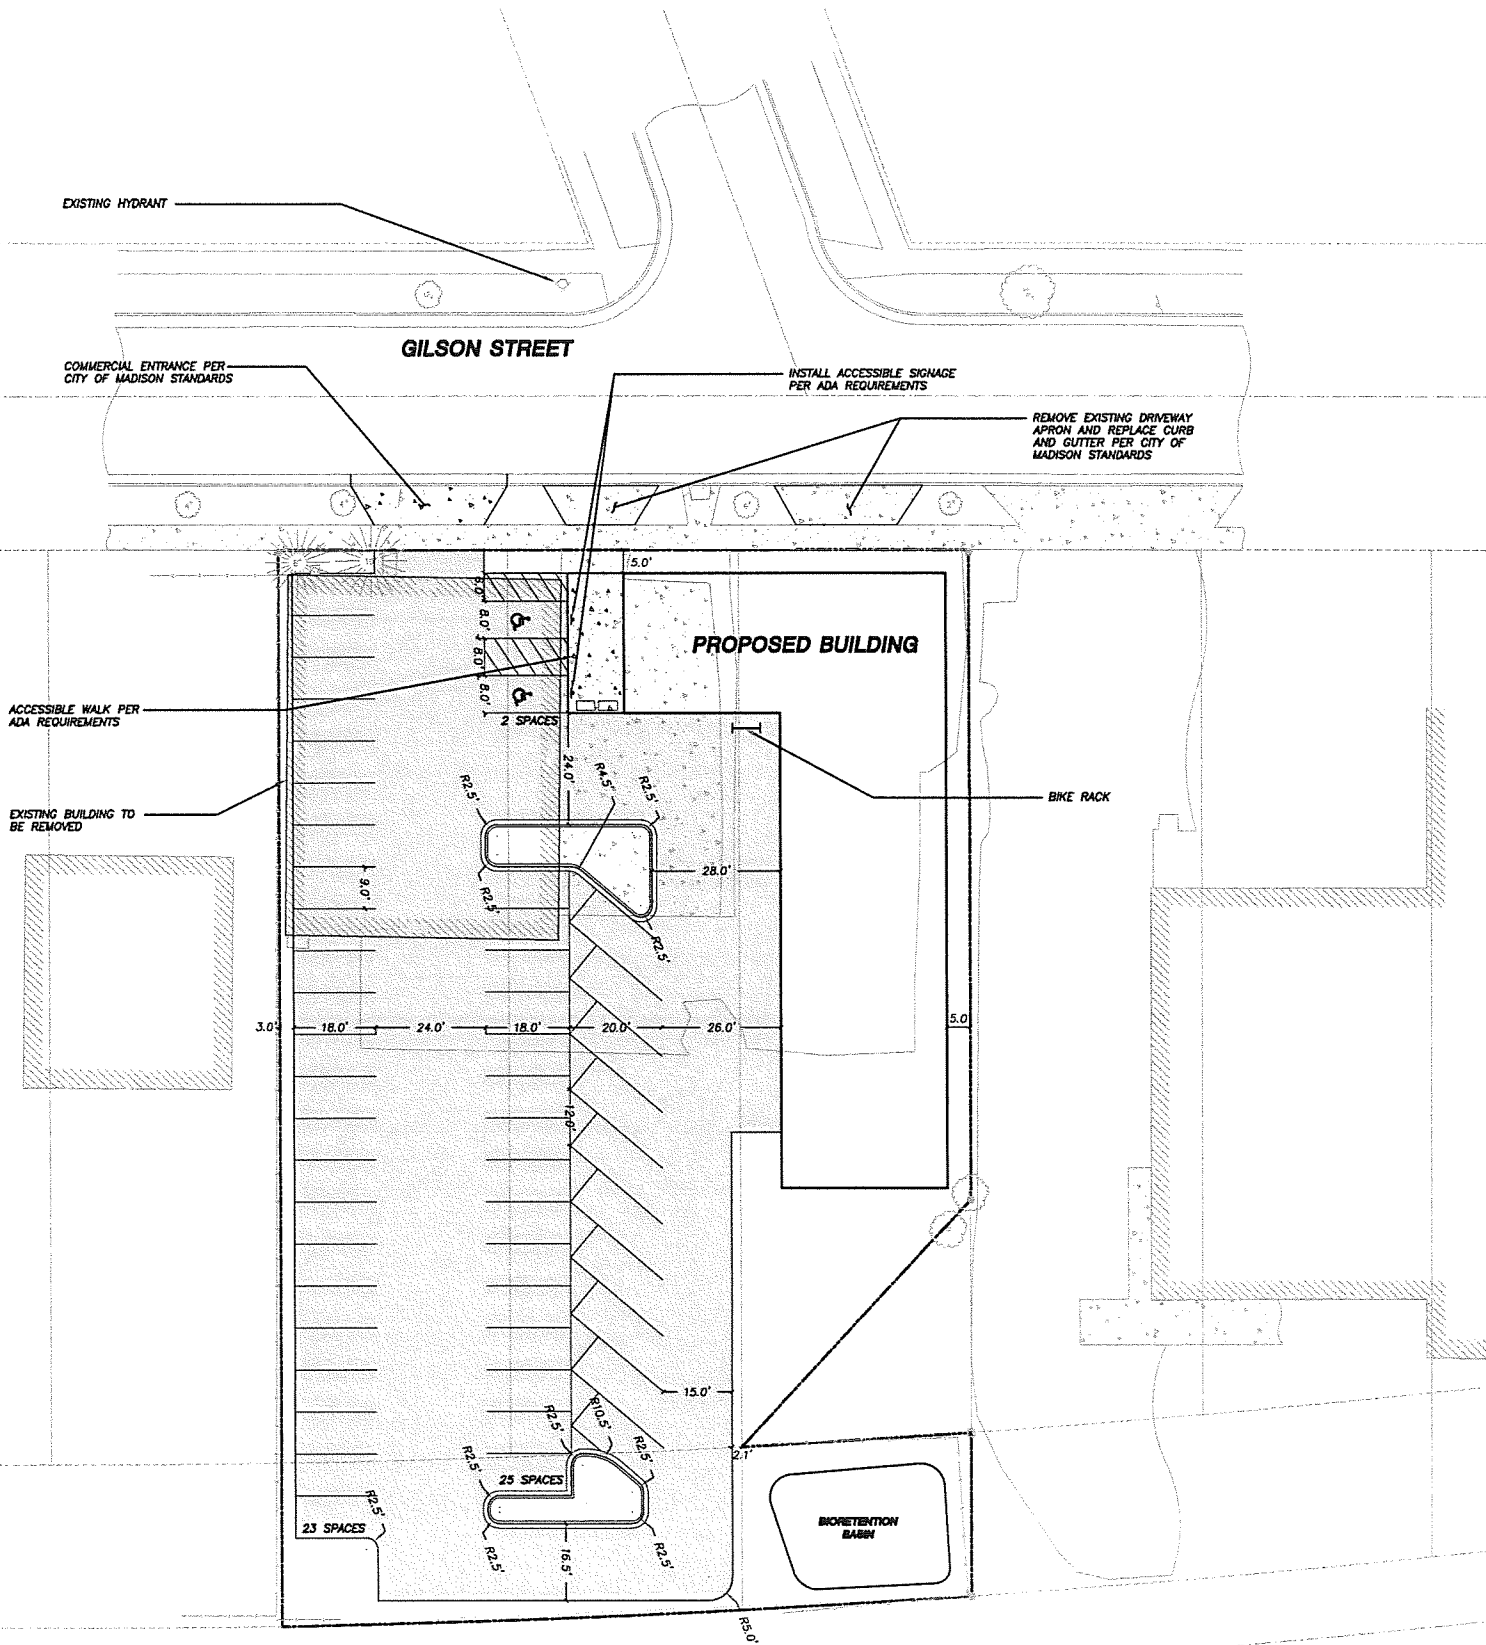 EXISTING HYDRANT
GILSON STREET
COMMERCIAL ENTRANCE PER
CITY OF MADISON STANDARDS
INSTALL ACCESSIBLE SIGNAGE
PER ADA REQUIREMENTS
REMOVE EXISTING DRIVEWAY
APRON AND REPLACE CURB
AND GUTTER PER CITY OF
MADISON STANDARDS
5.0'
8.0'
8.0'
8.0'
PROPOSED BUILDING
ACCESSIBLE WALK PER
ADA REQUIREMENTS
2 SPACES
24.0'
R2.5'
R4.5'
R2.5'
BIKE RACK
EXISTING BUILDING TO
BE REMOVED
28.0'
9.0'
R2.5'
R2.5'
3.0'
18.0'
24.0'
18.0'
20.0'
26.0'
5.0'
12.0'
15.0'
R2.5'
R10.5'
R2.5'
2.1'
R2.5'
25 SPACES
R2.5'
23 SPACES
BIORETENTION
BASIN
R2.5'
16.5'
R2.5'
R5.0'